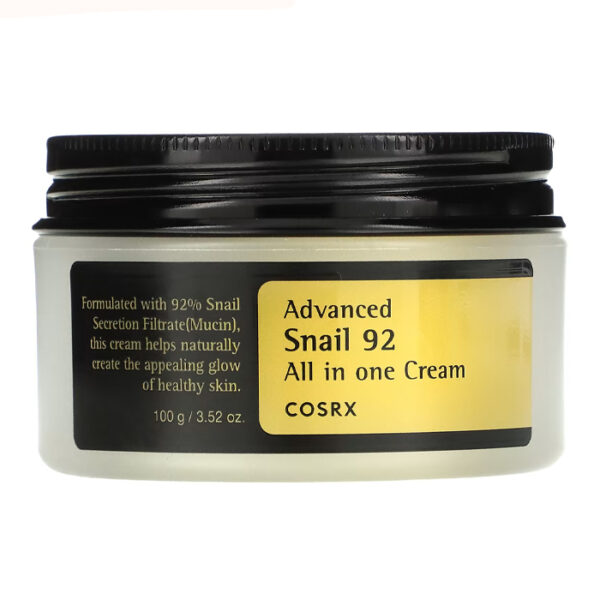 Formulated with 92% Snail
Secretion Filtrate(Mucin),
this cream helps naturally
create the appealing glow
of healthy skin.
100 g / 3.52 oz.
Advanced
Snail 92
All in one Cream
COSRX